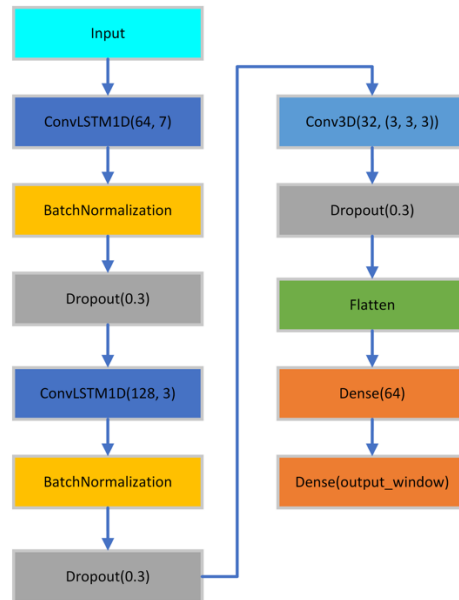 Input
ConvLSTM1D(64, 7)
BatchNormalization
Dropout(0.3)
ConvLSTM1D(128, 3)
BatchNormalization
Dropout(0.3)
Conv3D(32, (3, 3, 3))
Dropout(0.3)
Flatten
Dense(64)
Dense(output_window)